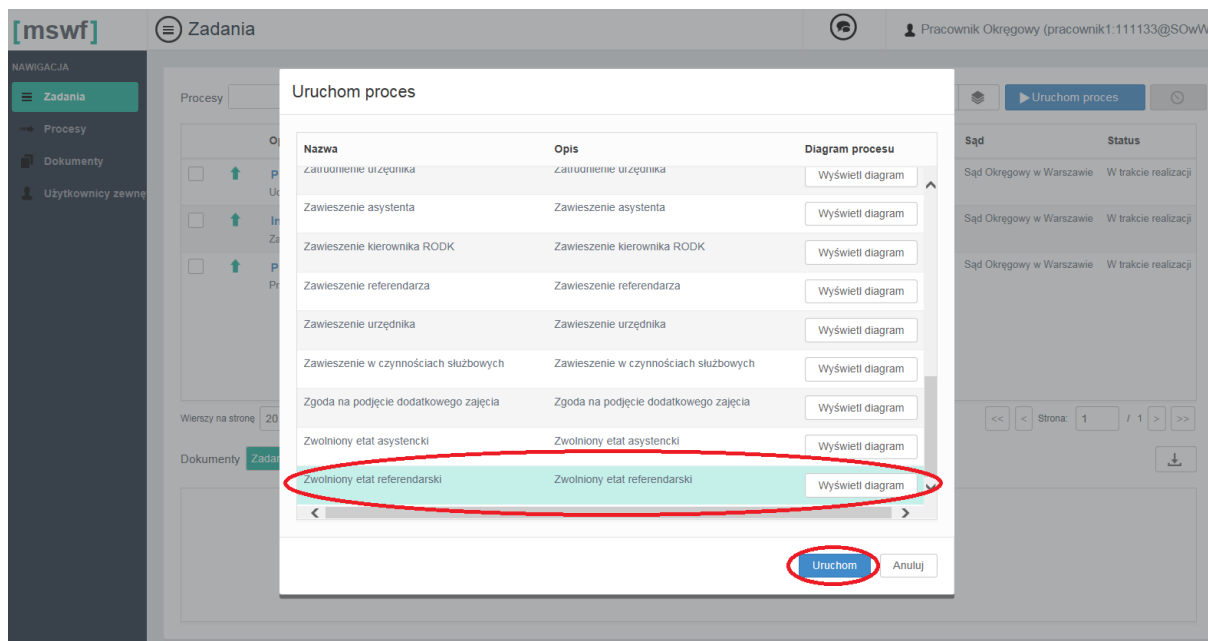 [mswf]
Zadania
Pracownik Okręgowy (pracownik1:111133@SOwW
NAWIGACJA
Zadania
Procesy
Dokumenty
Użytkownicy zewnę
Procesy
Uruchom proces
Sąd Status
Sąd Okręgowy w Warszawie W trakcie realizacji
Sąd Okręgowy w Warszawie W trakcie realizacji
Sąd Okręgowy w Warszawie W trakcie realizacji
Uruchom proces
Nazwa Opis Diagram procesu
Zatrudnienie urzędnika Zatrudnienie urzędnika Wyświetl diagram
Zawieszenie asystenta Zawieszenie asystenta Wyświetl diagram
Zawieszenie kierownika RODK Zawieszenie kierownika RODK Wyświetl diagram
Zawieszenie referendarza Zawieszenie referendarza Wyświetl diagram
Zawieszenie urzędnika Zawieszenie urzędnika Wyświetl diagram
Zawieszenie w czynnościach służbowych Zawieszenie w czynnościach służbowych Wyświetl diagram
Zgoda na podjęcie dodatkowego zajęcia Zgoda na podjęcie dodatkowego zajęcia Wyświetl diagram
Zwolniony etat asystencki Zwolniony etat asystencki Wyświetl diagram
Zwolniony etat referendarski Zwolniony etat referendarski Wyświetl diagram
Uruchom Anuluj
Wierszy na stronę 20
<< < Strona: 1 / 1 > >>
Dokumenty Zadan